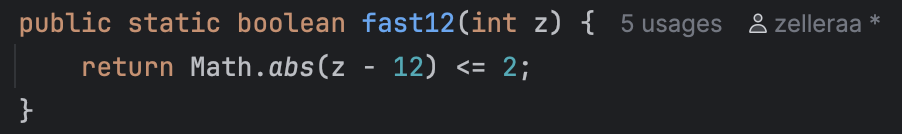 public static boolean fast12(int z) { 5 usages zelleraa *
return Math.abs(z - 12) <= 2;
}